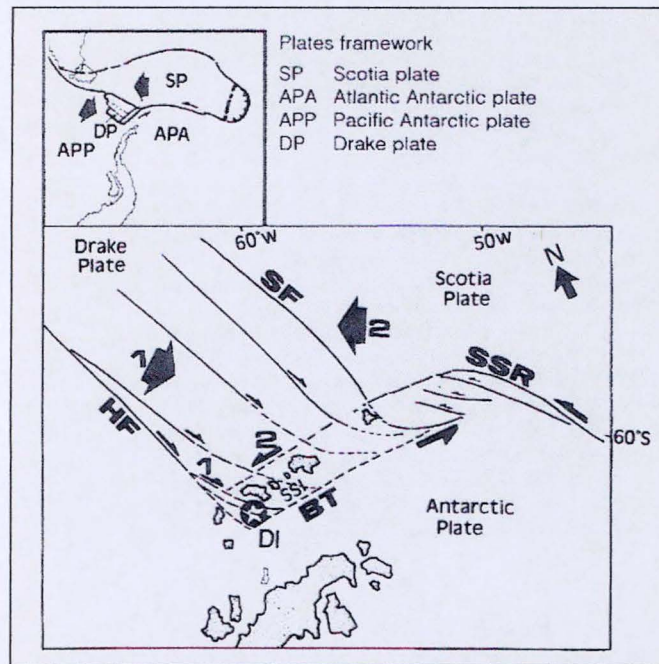 Plates framework
SP Scotia plate
APA Atlantic Antarctic plate
APP Pacific Antarctic plate
DP Drake plate
SP
DP
APP
APA
60°W
50°W
N
Drake
Plate
SF
Scotia
Plate
2
1
SSR
HF
60°S
2
1
SSI
BT
Antarctic
Plate
DI